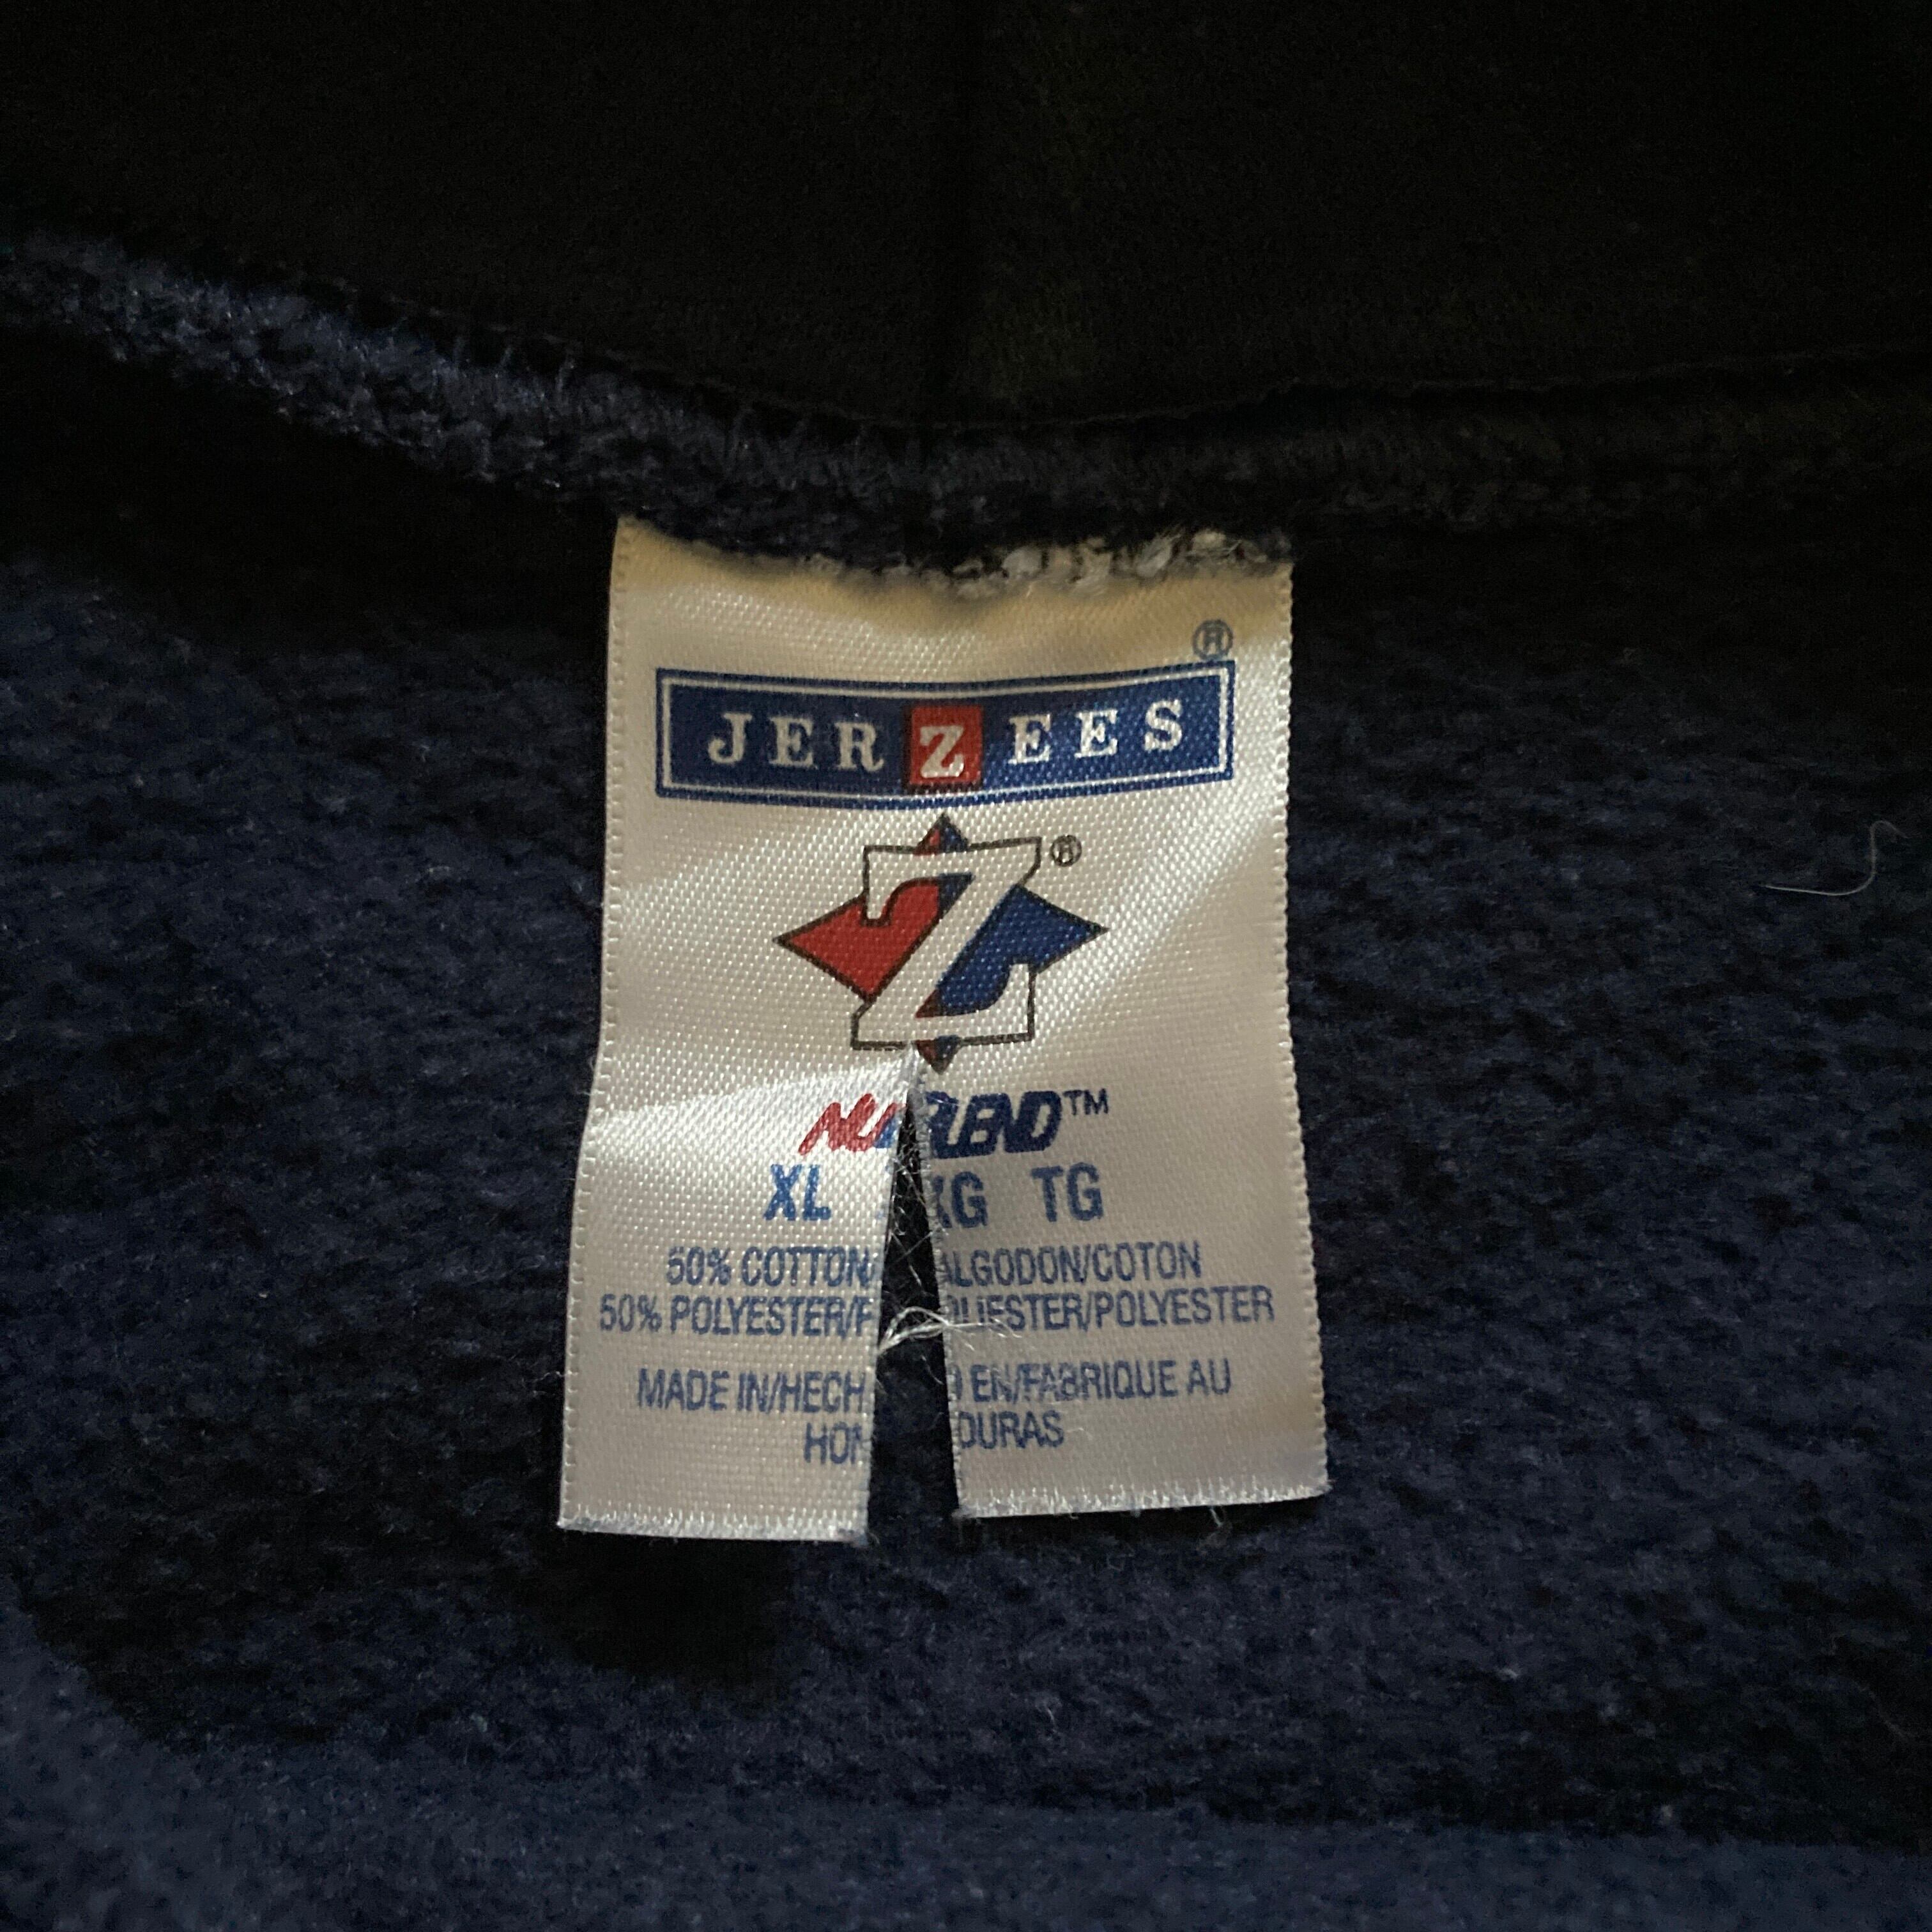 ®
JERZEES
Z®
NUBLEND™
XL XG TG
50% COTTON/ALGODON/COTON
50% POLYESTER/POLIESTER/POLYESTER
MADE IN/HECHO EN/FABRIQUE AU
HONDURAS